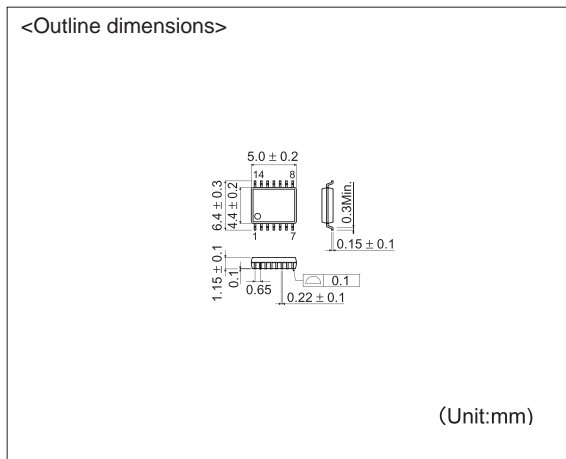 <Outline dimensions>
5.0 ± 0.2
14 8
6.4 ± 0.3
4.4 ± 0.2
1 7
0.3Min.
0.15 ± 0.1
1.15 ± 0.1
0.1
0.65
0.22 ± 0.1
0.1
(Unit:mm)